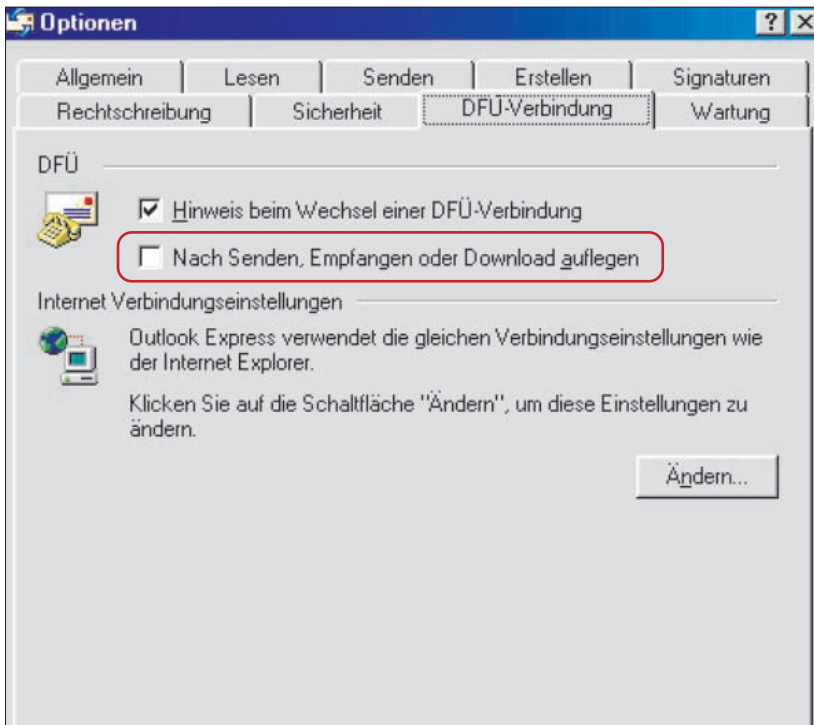 Optionen
Allgemein Lesen Senden Erstellen Signaturen
Rechtschreibung Sicherheit DFÜ-Verbindung Wartung
DFÜ
Hinweis beim Wechsel einer DFÜ-Verbindung
Nach Senden, Empfangen oder Download auflegen
Internet Verbindungseinstellungen
Outlook Express verwendet die gleichen Verbindungseinstellungen wie
der Internet Explorer.
Klicken Sie auf die Schaltfläche "Ändern", um diese Einstellungen zu
ändern.
Ändern...